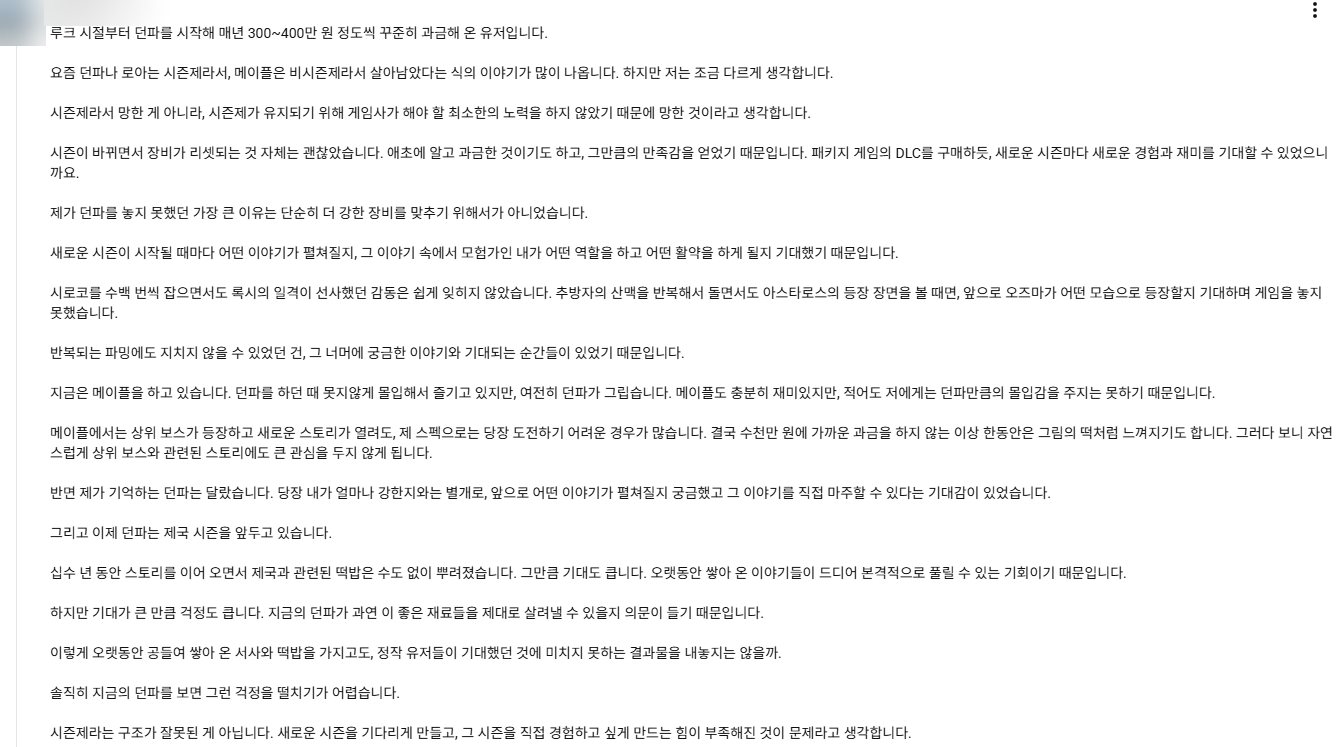 루크 시절부터 던파를 시작해 매년 300~400만 원 정도씩 꾸준히 과금해 온 유저입니다.
요즘 던파나 로아는 시즌제라서, 메이플은 비시즌제라서 살아남았다는 식의 이야기가 많이 나옵니다. 하지만 저는 조금 다르게 생각합니다.
시즌제라서 망한 게 아니라, 시즌제가 유지되기 위해 게임사가 해야 할 최소한의 노력을 하지 않았기 때문에 망한 것이라고 생각합니다.
시즌이 바뀌면서 장비가 리셋되는 것 자체는 괜찮았습니다. 애초에 알고 과금한 것이기도 하고, 그만큼의 만족감을 얻었기 때문입니다. 패키지 게임의 DLC를 구매하듯, 새로운 시즌마다 새로운 경험과 재미를 기대할 수 있었으니
까요.
제가 던파를 놓지 못했던 가장 큰 이유는 단순히 더 강한 장비를 맞추기 위해서가 아니었습니다.
새로운 시즌이 시작될 때마다 어떤 이야기가 펼쳐질지, 그 이야기 속에서 모험가인 내가 어떤 역할을 하고 어떤 활약을 하게 될지 기대했기 때문입니다.
시로코를 수백 번씩 잡으면서도 록시의 일격이 선사했던 감동은 쉽게 잊히지 않았습니다. 추방자의 산맥을 반복해서 돌면서도 아스타로스의 등장 장면을 볼 때면, 앞으로 오즈마가 어떤 모습으로 등장할지 기대하며 게임을 놓지
못했습니다.
반복되는 파밍에도 지치지 않을 수 있었던 건, 그 너머에 궁금한 이야기와 기대되는 순간들이 있었기 때문입니다.
지금은 메이플을 하고 있습니다. 던파를 하던 때 못지않게 몰입해서 즐기고 있지만, 여전히 던파가 그립습니다. 메이플도 충분히 재미있지만, 적어도 저에게는 던파만큼의 몰입감을 주지는 못하기 때문입니다.
메이플에서는 상위 보스가 등장하고 새로운 스토리가 열려도, 제 스펙으로는 당장 도전하기 어려운 경우가 많습니다. 결국 수천만 원에 가까운 과금을 하지 않는 이상 한동안은 그림의 떡처럼 느껴지기도 합니다. 그러다 보니 자연
스럽게 상위 보스와 관련된 스토리에도 큰 관심을 두지 않게 됩니다.
반면 제가 기억하는 던파는 달랐습니다. 당장 내가 얼마나 강한지와는 별개로, 앞으로 어떤 이야기가 펼쳐질지 궁금했고 그 이야기를 직접 마주할 수 있다는 기대감이 있었습니다.
그리고 이제 던파는 제국 시즌을 앞두고 있습니다.
십수 년 동안 스토리를 이어 오면서 제국과 관련된 떡밥은 수도 없이 뿌려졌습니다. 그만큼 기대도 큽니다. 오랫동안 쌓아 온 이야기들이 드디어 본격적으로 풀릴 수 있는 기회이기 때문입니다.
하지만 기대가 큰 만큼 걱정도 큽니다. 지금의 던파가 과연 이 좋은 재료들을 제대로 살려낼 수 있을지 의문이 들기 때문입니다.
이렇게 오랫동안 공들여 쌓아 온 서사와 떡밥을 가지고도, 정작 유저들이 기대했던 것에 미치지 못하는 결과물을 내놓지는 않을까.
솔직히 지금의 던파를 보면 그런 걱정을 떨치기가 어렵습니다.
시즌제라는 구조가 잘못된 게 아닙니다. 새로운 시즌을 기다리게 만들고, 그 시즌을 직접 경험하고 싶게 만드는 힘이 부족해진 것이 문제라고 생각합니다.